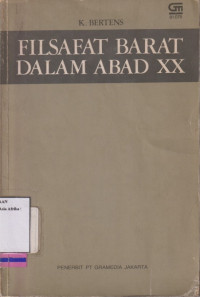 K. BERTENS
FILSAFAT BARAT
DALAM ABAD XX
PENERBIT PT GRAMEDIA JAKARTA